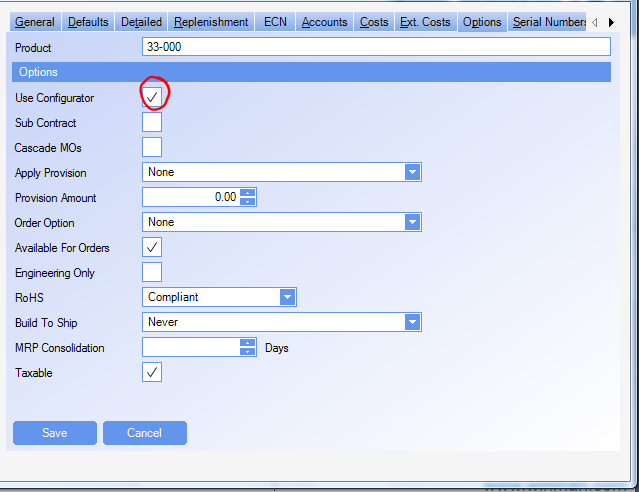 General Defaults Detailed Replenishment ECN Accounts Costs Ext. Costs Options Serial Numbers
Product 33-000
Options
Use Configurator
Sub Contract
Cascade MOs
Apply Provision None
Provision Amount 0.00
Order Option None
Available For Orders
Engineering Only
RoHS Compliant
Build To Ship Never
MRP Consolidation Days
Taxable
Save Cancel